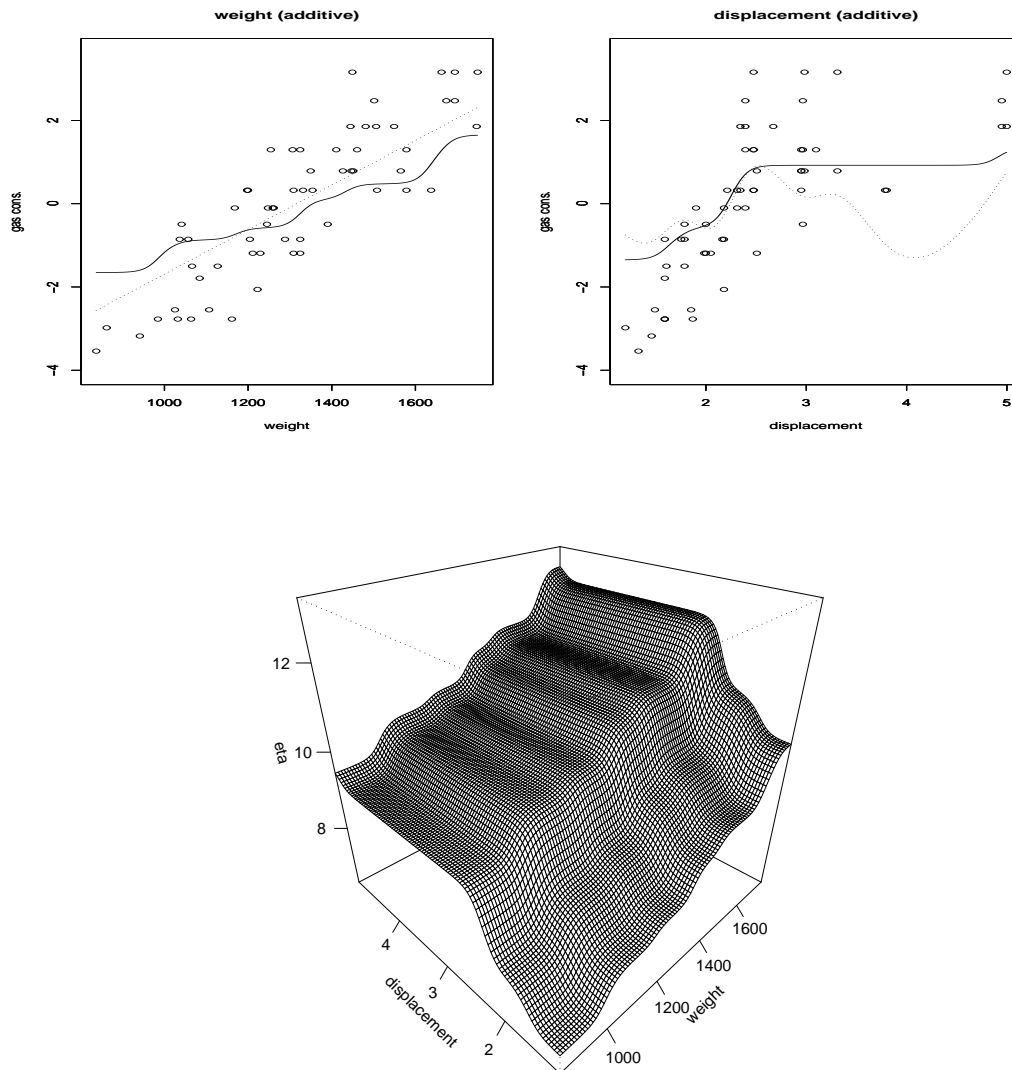 weight (additive)
gas cons.
2
0
-2
-4
1000 1200 1400 1600
weight
displacement (additive)
gas cons.
2
0
-2
-4
2 3 4 5
displacement
eta
12
10
8
displacement
4
3
2
weight
1000
1200
1400
1600